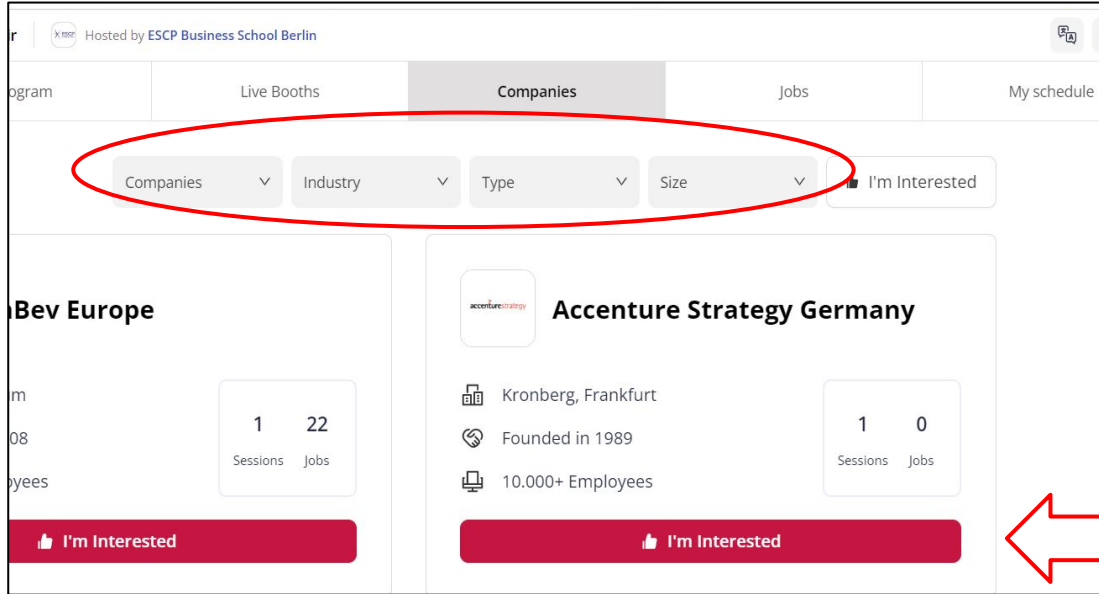 r Hosted by ESCP Business School Berlin
ogram Live Booths Companies Jobs My schedule
Companies Industry Type Size I'm Interested
Bev Europe
accenturestrategy Accenture Strategy Germany
m
08
oyees
1 22
Sessions Jobs
I'm Interested
Kronberg, Frankfurt
Founded in 1989
10.000+ Employees
1 0
Sessions Jobs
I'm Interested